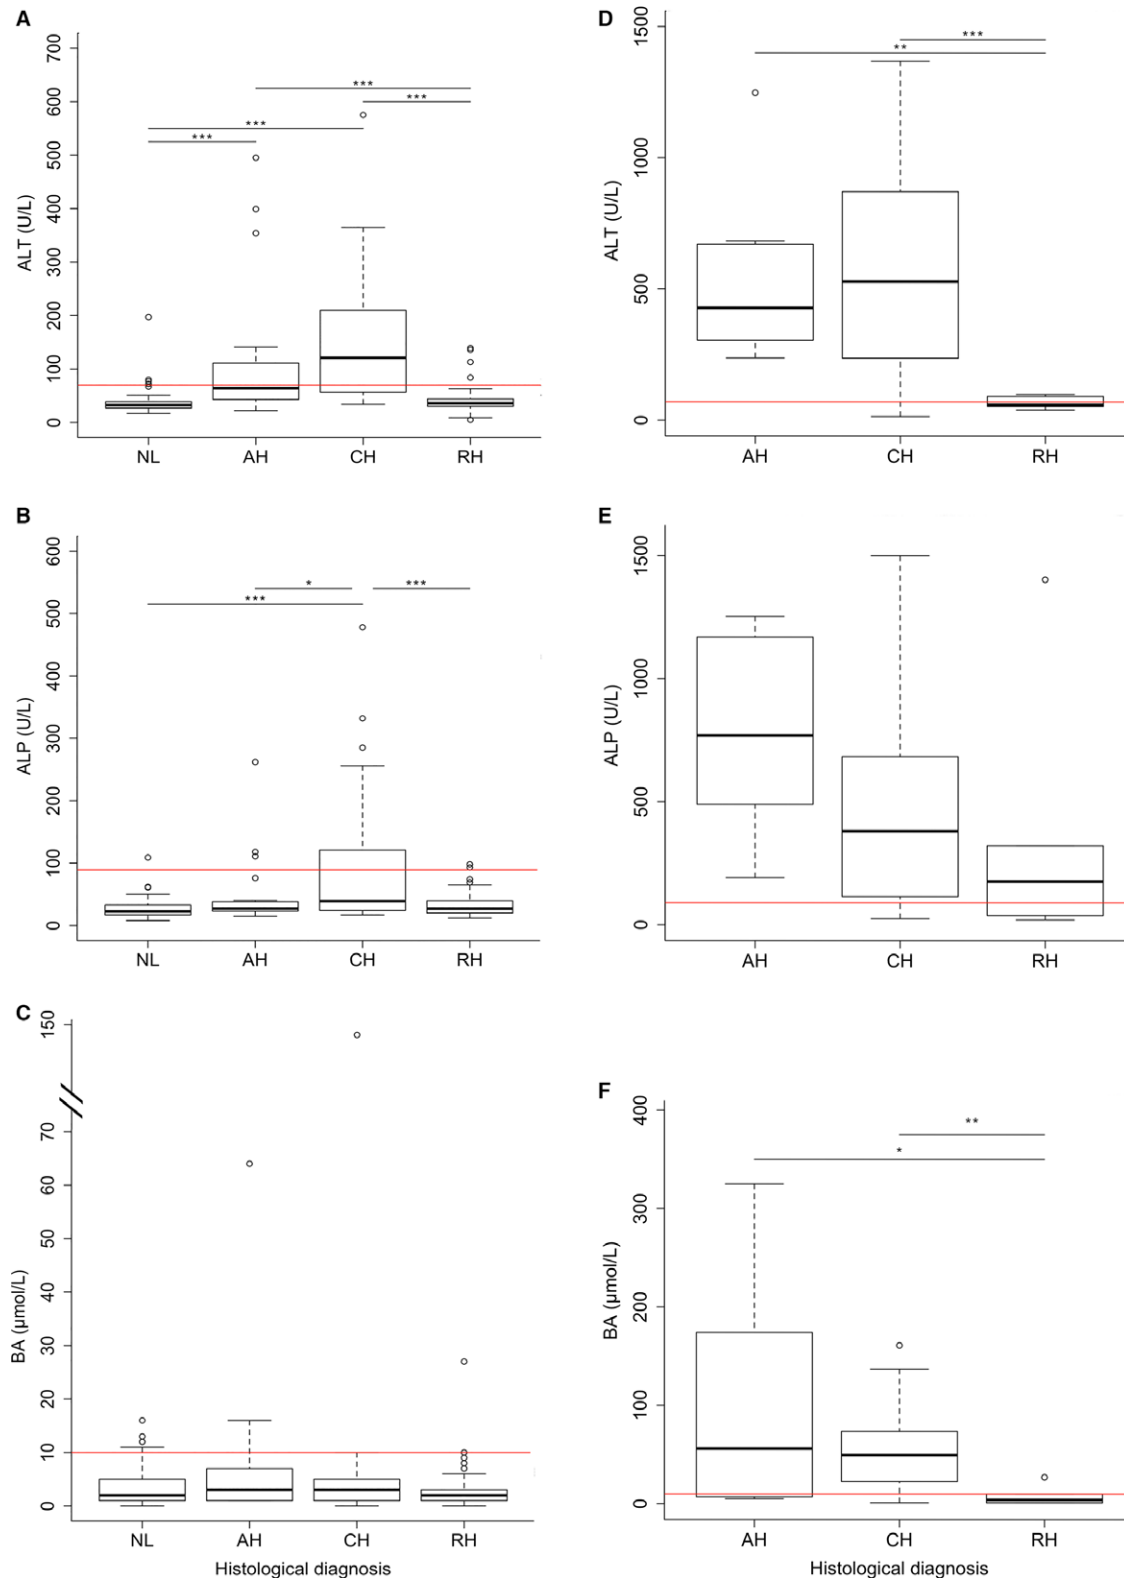 A
700
600
500
400
300
200
100
0
ALT (U/L)
***
***
***
***
NL AH CH RH
D
1500
1000
500
0
ALT (U/L)
***
**
AH CH RH
B
600
500
400
300
200
100
0
ALP (U/L)
* ***
***
NL AH CH RH
E
1500
1000
500
0
ALP (U/L)
AH CH RH
C
150
70
60
50
40
30
20
10
0
BA (µmol/L)
NL AH CH RH
Histological diagnosis
F
400
300
200
100
0
BA (µmol/L)
**
*
AH CH RH
Histological diagnosis